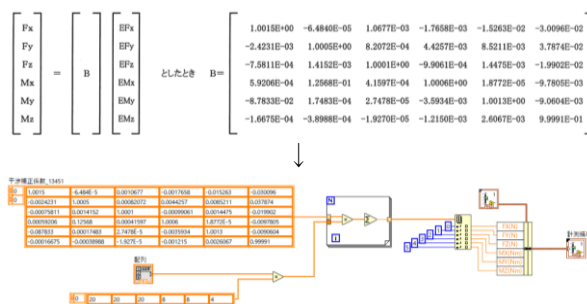 Fx EFx 1.0015E+00 -6.4840E-05 1.0677E-03 -1.7658E-03 -1.5263E-02 -3.0096E-02
Fy EFy -2.4231E-03 1.0005E+00 8.2072E-04 4.4257E-03 8.5211E-03 3.7874E-02
Fz = B EFz としたとき B= -7.5811E-04 1.4152E-03 1.0001E+00 -9.9061E-04 1.4475E-03 -1.9902E-02
Mx EMx 5.9206E-04 1.2568E-01 4.1597E-04 1.0006E+00 1.8772E-05 -9.7805E-03
My EMy -8.7833E-02 1.7483E-04 2.7478E-05 -3.5934E-03 1.0013E+00 -9.0604E-03
Mz EMz -1.6675E-04 -3.8988E-04 -1.9270E-05 -1.2150E-03 2.6067E-03 9.9991E-01
↓
干渉補正係数_13451
0 1.0015 -6.484E-5 0.0010677 -0.0017658 -0.015263 -0.030096
0 -0.0024231 1.0005 0.00082072 0.0044257 0.0085211 0.037874
-0.00075811 0.0014152 1.0001 -0.00099061 0.0014475 -0.019902
0.00059206 0.12568 0.00041597 1.0006 1.8772E-5 -0.0097805
-0.087833 0.00017483 2.7478E-5 -0.0035934 1.0013 -0.0090604
-0.00016675 -0.00038988 -1.927E-5 -0.001215 0.0026067 0.99991
N
i
0
1
2
3
4
5
FX(N)
FY(N)
FZ(N)
MX(Nm)
MY(Nm)
MZ(Nm)
配列
0 20 20 20 8 8 4